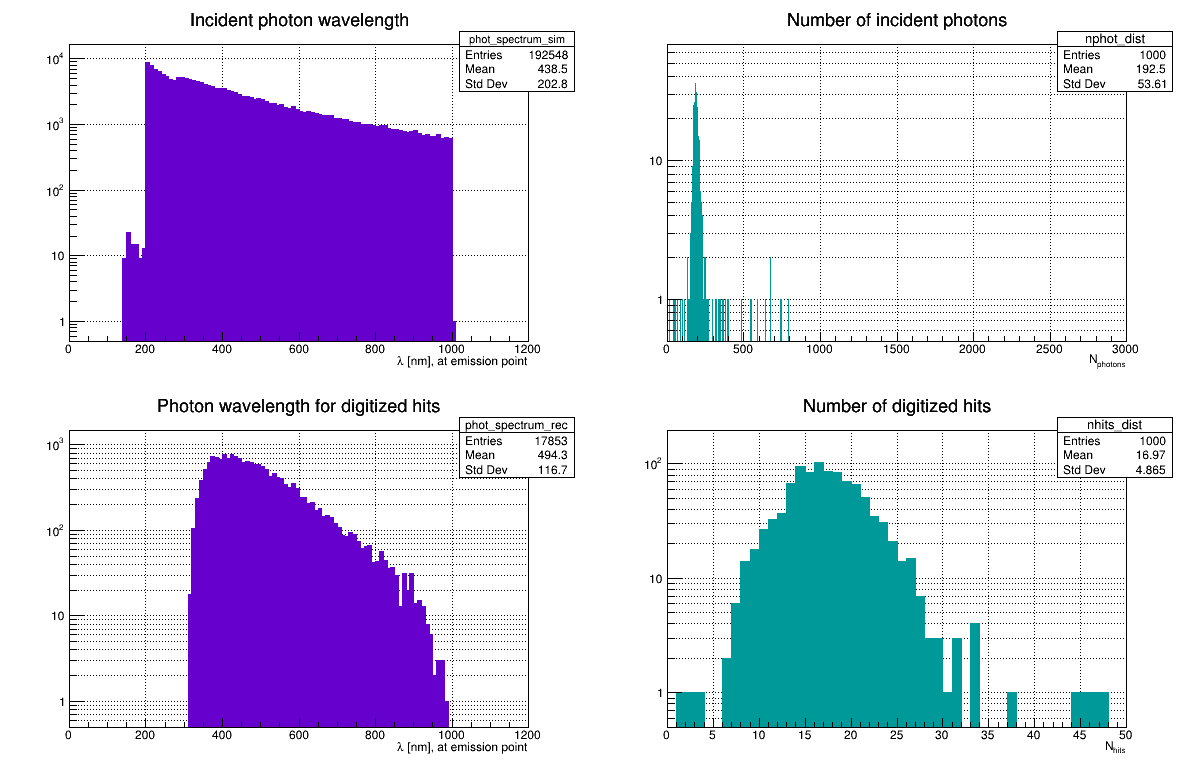 Incident photon wavelength
phot_spectrum_sim
Entries 192548
Mean 438.5
Std Dev 202.8
10^4
10^3
10^2
10
1
0 200 400 600 800 1000 1200
λ [nm], at emission point
Number of incident photons
nphot_dist
Entries 1000
Mean 192.5
Std Dev 53.61
10
1
0 500 1000 1500 2000 2500 3000
N_photons
Photon wavelength for digitized hits
phot_spectrum_rec
Entries 17853
Mean 494.3
Std Dev 116.7
10^3
10^2
10
1
0 200 400 600 800 1000 1200
λ [nm], at emission point
Number of digitized hits
nhits_dist
Entries 1000
Mean 16.97
Std Dev 4.865
10^2
10
1
0 5 10 15 20 25 30 35 40 45 50
N_hits